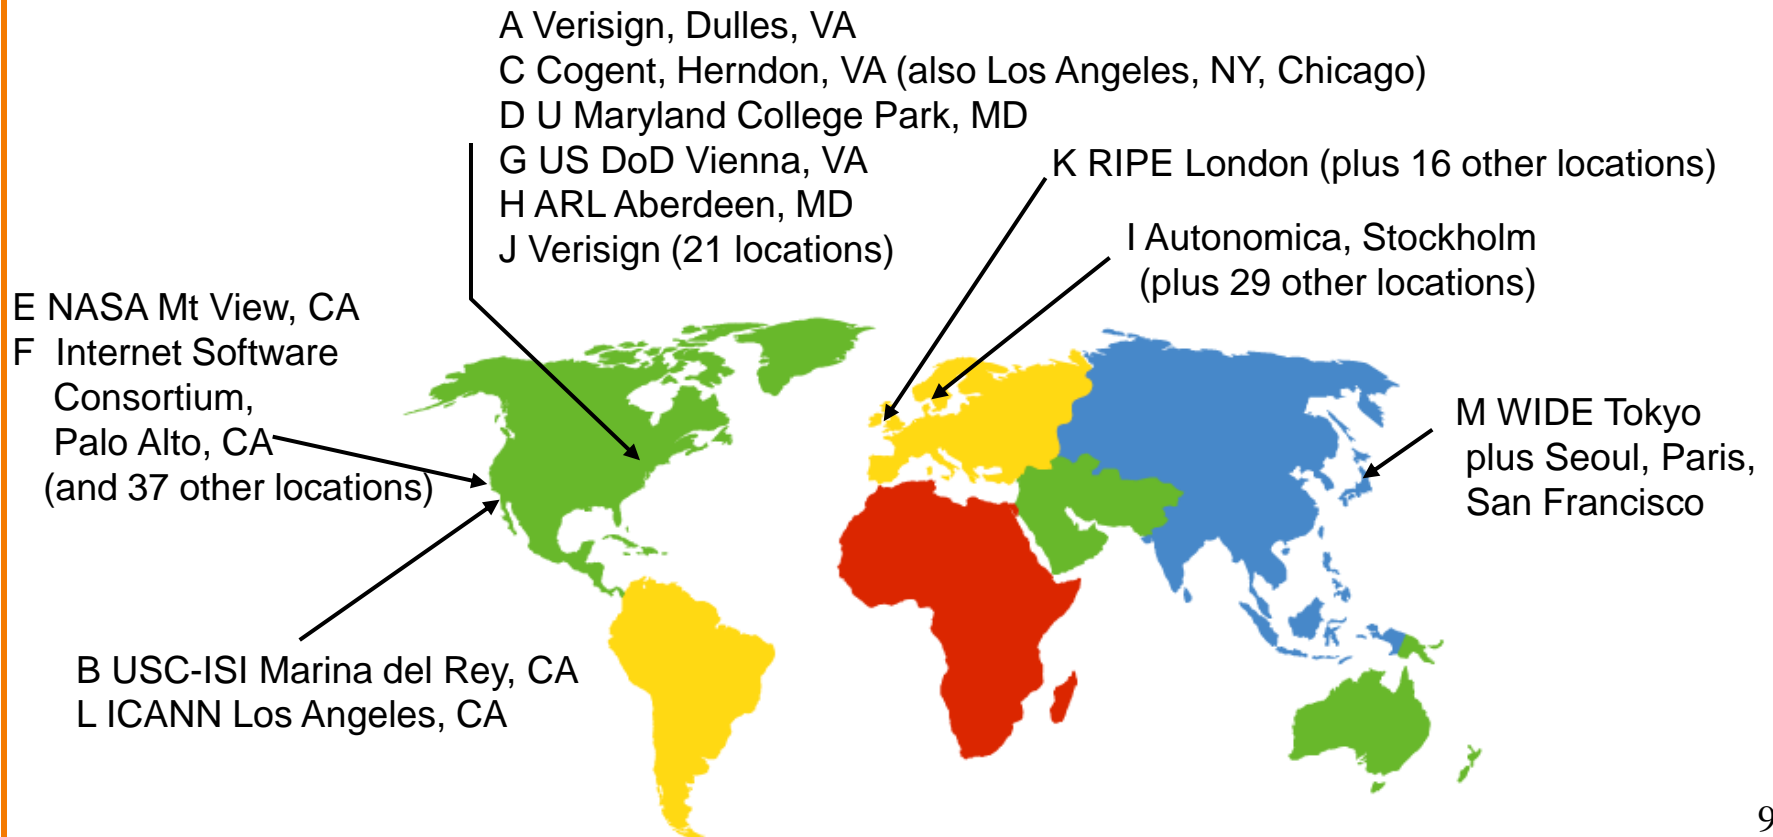 A Verisign, Dulles, VA
C Cogent, Herndon, VA (also Los Angeles, NY, Chicago)
D U Maryland College Park, MD
G US DoD Vienna, VA
H ARL Aberdeen, MD
J Verisign (21 locations)
K RIPE London (plus 16 other locations)
I Autonomica, Stockholm
(plus 29 other locations)
E NASA Mt View, CA
F Internet Software
Consortium,
Palo Alto, CA
(and 37 other locations)
M WIDE Tokyo
plus Seoul, Paris,
San Francisco
B USC-ISI Marina del Rey, CA
L ICANN Los Angeles, CA
9